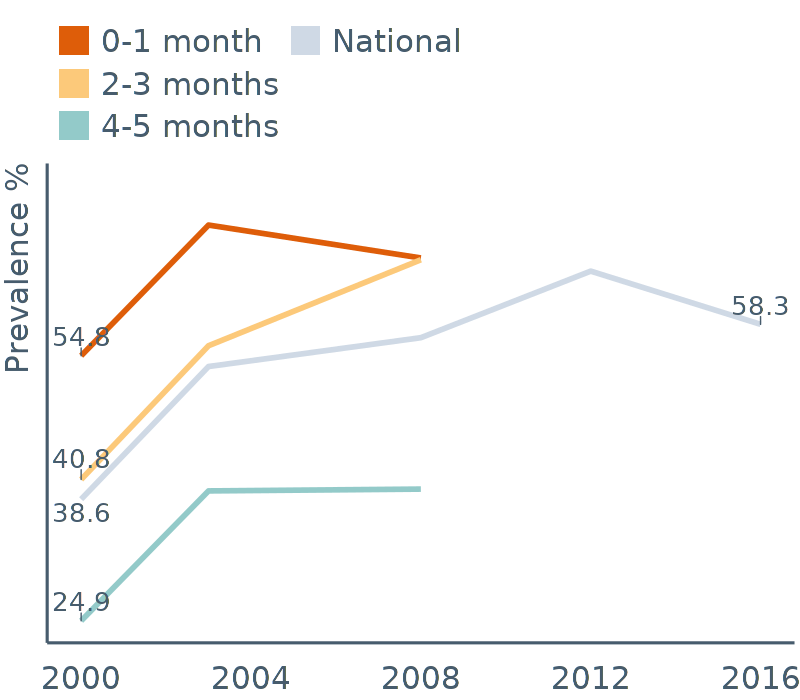 0-1 month National
2-3 months
4-5 months
Prevalence %
54.8
40.8
38.6
24.9
58.3
2000 2004 2008 2012 2016